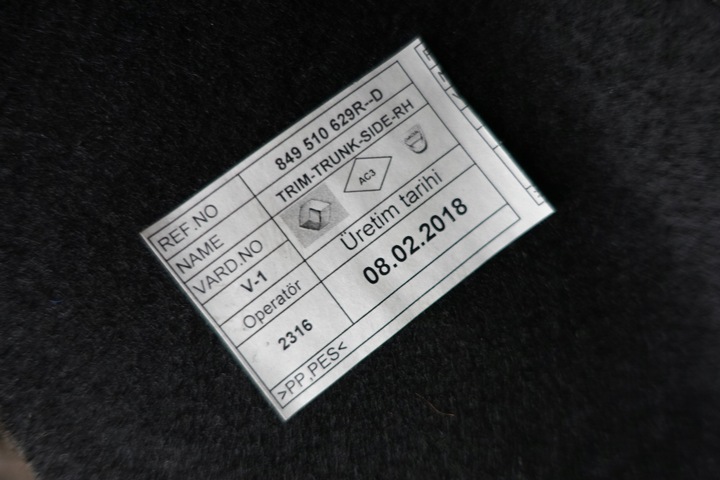 REF.NO 849 510 629R--D
NAME TRIM-TRUNK-SIDE-RH
VARD.NO AC3
V-1 Üretim tarihi
Operatör 08.02.2018
2316
>PP,PES<